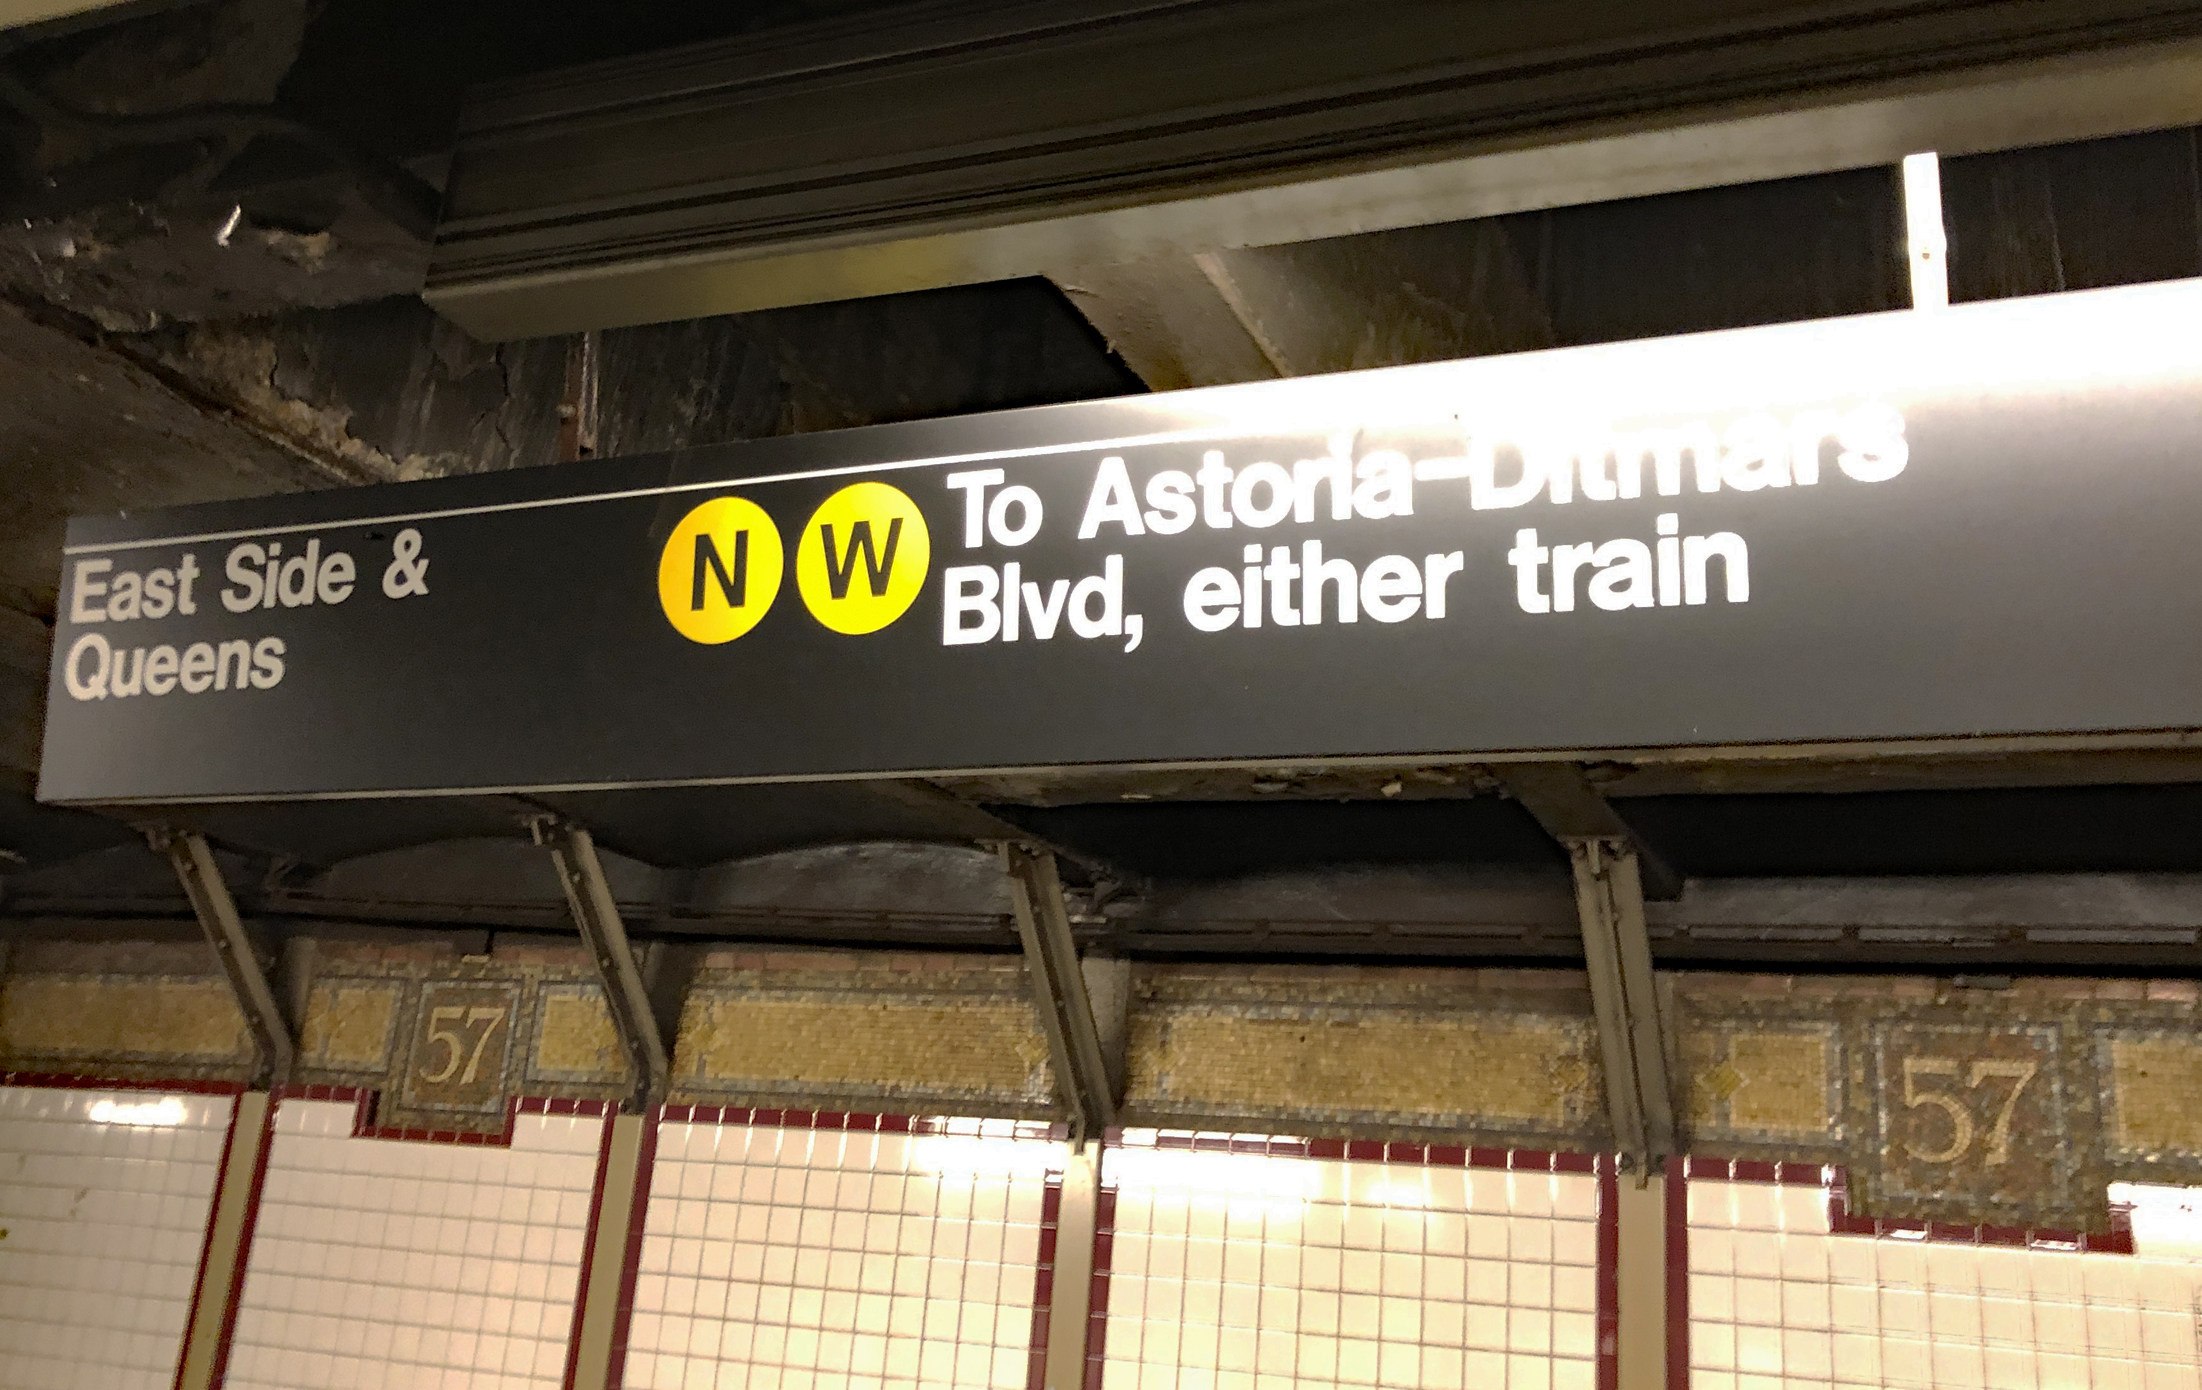 East Side &
Queens
N W To Astoria-Ditmars
Blvd, either train
57
57